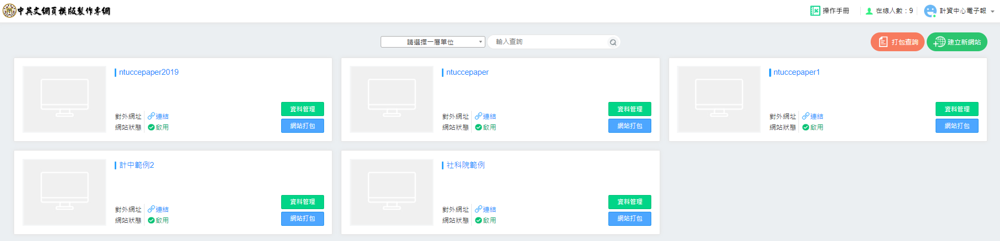 中英文網頁模版製作專網
操作手冊
在線人數：9
計資中心電子報
請選擇一層單位
輸入查詢
打包查詢
建立新網站
ntuccepaper2019
對外網址 連結
網站狀態 啟用
資料管理
網站打包
ntuccepaper
對外網址 連結
網站狀態 啟用
資料管理
網站打包
ntuccepaper1
對外網址 連結
網站狀態 啟用
資料管理
網站打包
計中範例2
對外網址 連結
網站狀態 啟用
資料管理
網站打包
社科院範例
對外網址 連結
網站狀態 啟用
資料管理
網站打包